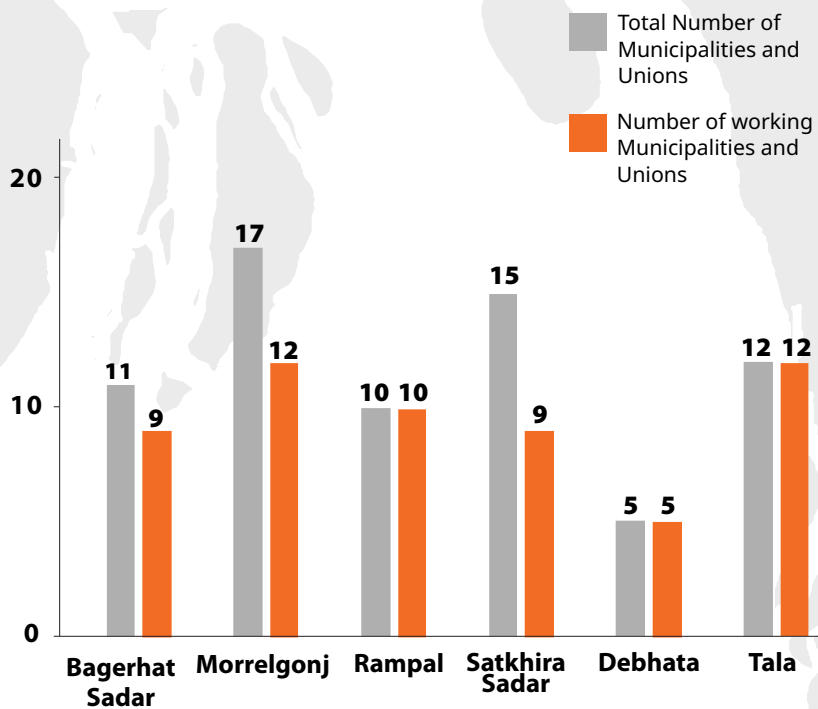 Total Number of
Municipalities and
Unions
Number of working
Municipalities and
Unions
20
10
0
11
9
17
12
10
10
15
9
5
5
12
12
Bagerhat
Sadar
Morrelgonj
Rampal
Satkhira
Sadar
Debhata
Tala